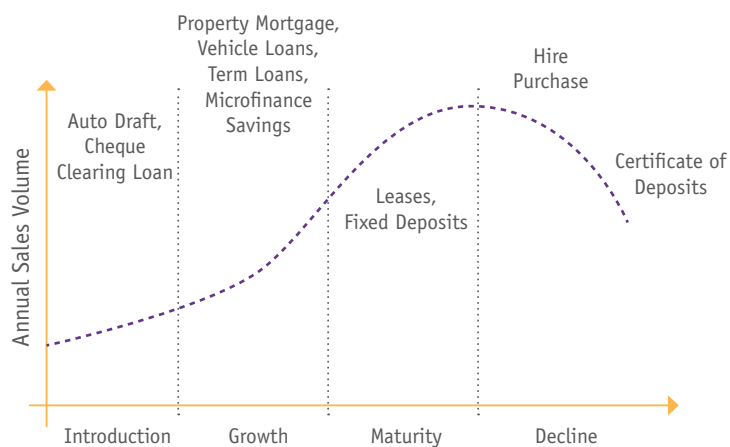 Property Mortgage,
Vehicle Loans,
Term Loans,
Microfinance
Savings
Hire
Purchase
Auto Draft,
Cheque
Clearing Loan
Certificate of
Deposits
Leases,
Fixed Deposits
Annual Sales Volume
Introduction
Growth
Maturity
Decline